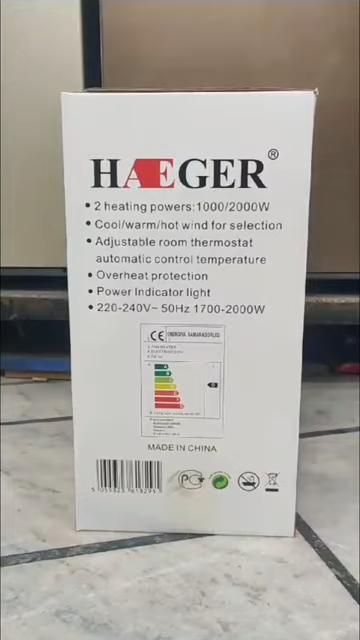 HAEGER®
• 2 heating powers:1000/2000W
• Cool/warm/hot wind for selection
• Adjustable room thermostat
automatic control temperature
• Overheat protection
• Power Indicator light
• 220-240V~ 50Hz 1700-2000W
CE
MADE IN CHINA